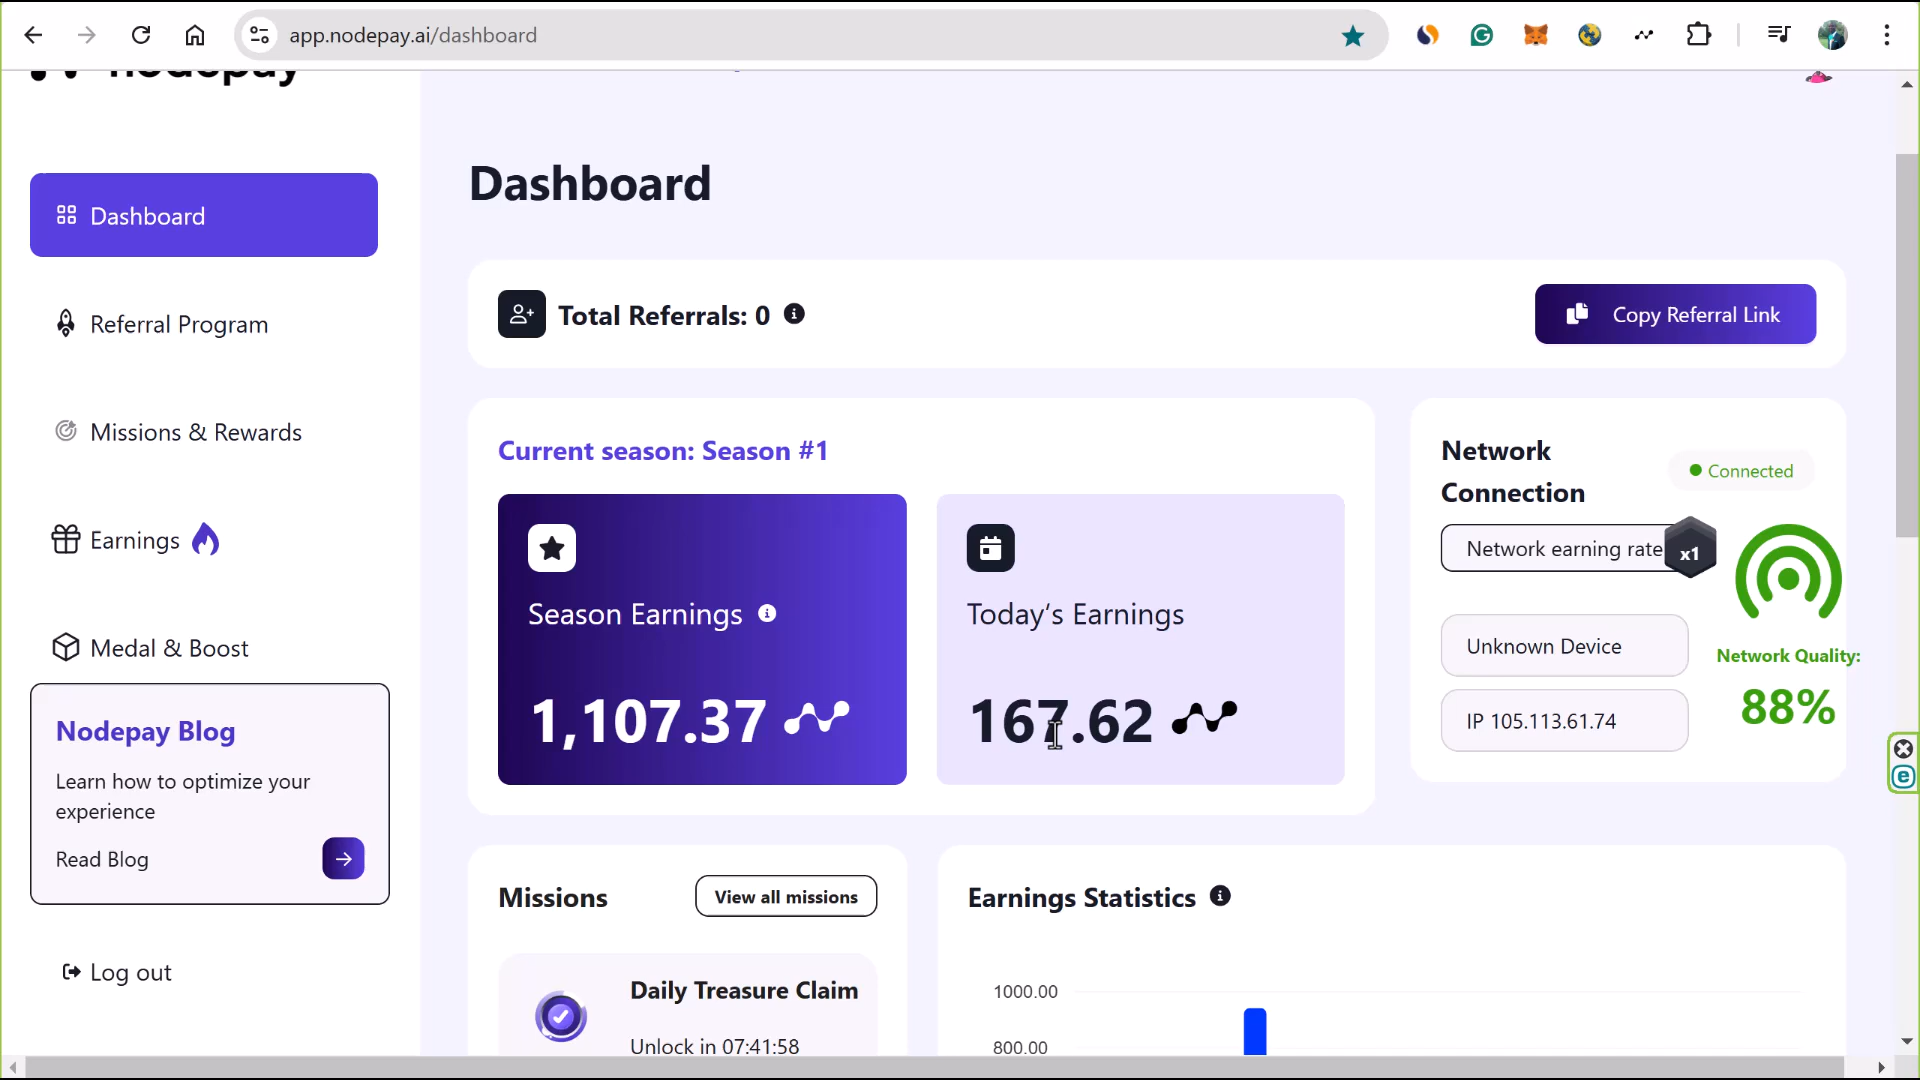 app.nodepay.ai/dashboard
nodepay
Dashboard
Referral Program
Missions & Rewards
Earnings
Medal & Boost
Nodepay Blog
Learn how to optimize your
experience
Read Blog
Log out
Dashboard
Total Referrals: 0
Copy Referral Link
Current season: Season #1
Season Earnings
1,107.37
Today's Earnings
167.62
Network
Connection
Connected
Network earning rate
x1
Unknown Device
IP 105.113.61.74
Network Quality:
88%
Missions
View all missions
Daily Treasure Claim
Unlock in 07:41:58
Earnings Statistics
1000.00
800.00